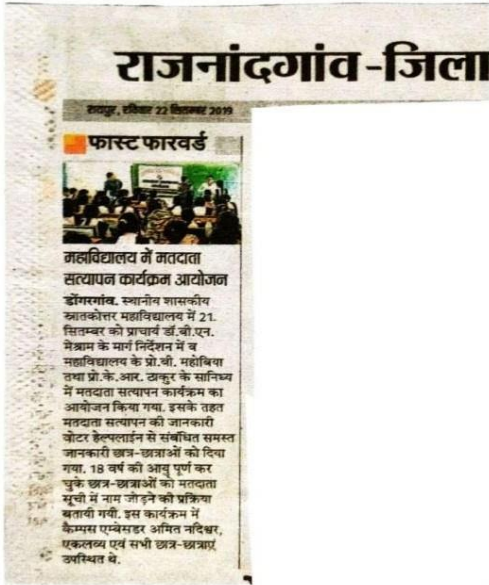 राजनांदगांव-जिला
रायपुर, रविवार 22 सितम्बर 2019
फास्ट फारवर्ड
महाविद्यालय में मतदाता
सत्यापन कार्यक्रम आयोजन
डोंगरगांव. स्थानीय शासकीय
स्नातकोत्तर महाविद्यालय में 21
सितम्बर को प्राचार्य डॉ.बी.एन.
मेश्राम के मार्ग निर्देशन में व
महाविद्यालय के प्रो.बी. महोबिया
तथा प्रो.के.आर. ठाकुर के सानिध्य
में मतदाता सत्यापन कार्यक्रम का
आयोजन किया गया. इसके तहत
मतदाता सत्यापन की जानकारी
वोटर हेल्पलाईन से संबंधित समस्त
जानकारी छात्र-छात्राओं को दिया
गया. 18 वर्ष की आयु पूर्ण कर
चुके छात्र-छात्राओं को मतदाता
सूची में नाम जोड़ने की प्रक्रिया
बतायी गयी. इस कार्यक्रम में
कैम्पस एम्बेसडर अमित नदिश्वर,
एकलव्य एवं सभी छात्र-छात्राएं
उपस्थित थे.